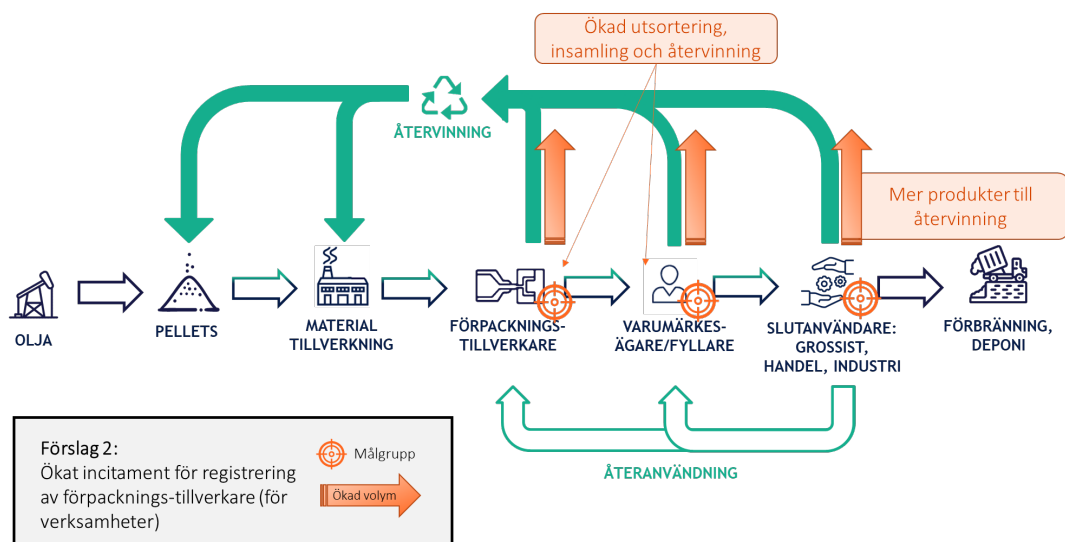 Ökad utsortering,
insamling och återvinning
ÅTERVINNING
Mer produkter till
återvinning
OLJA
PELLETS
MATERIAL
TILLVERKNING
FÖRPACKNINGS-
TILLVERKARE
VARUMÄRKES-
ÄGARE/FYLLARE
SLUTANVÄNDARE:
GROSSIST,
HANDEL, INDUSTRI
FÖRBRÄNNING,
DEPONI
ÅTERANVÄNDNING
Förslag 2:
Ökat incitament för registrering
av förpacknings-tillverkare (för
verksamheter)
Målgrupp
Ökad volym